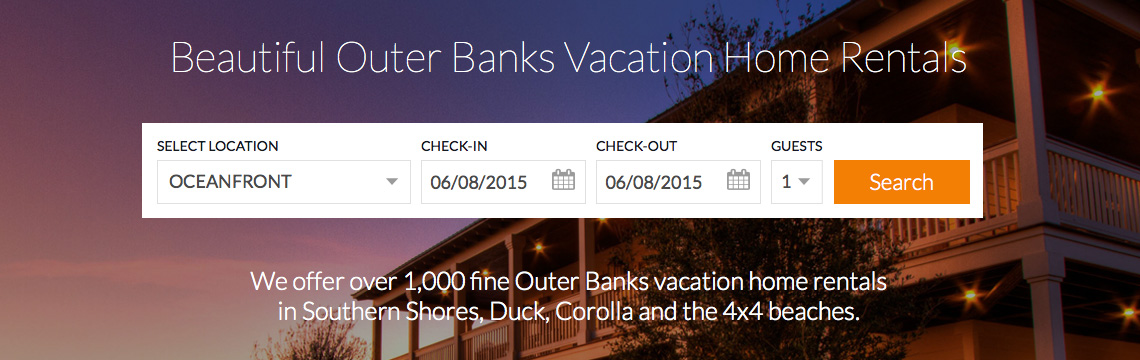 Beautiful Outer Banks Vacation Home Rentals
SELECT LOCATION CHECK-IN CHECK-OUT GUESTS
OCEANFRONT 06/08/2015 06/08/2015 1 Search
We offer over 1,000 fine Outer Banks vacation home rentals
in Southern Shores, Duck, Corolla and the 4x4 beaches.